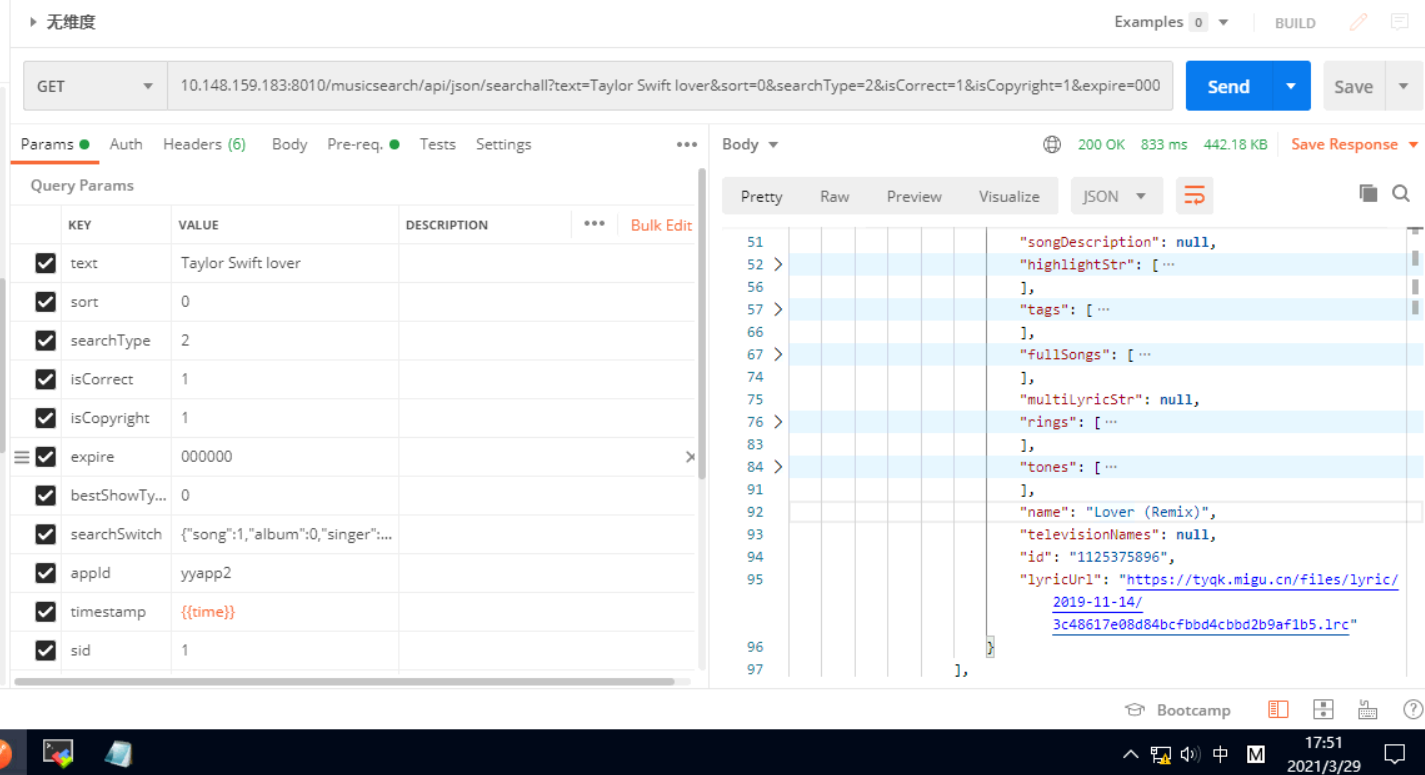 无维度
Examples 0
BUILD
GET
10.148.159.183:8010/musicsearch/api/json/searchall?text=Taylor Swift lover&sort=0&searchType=2&isCorrect=1&isCopyright=1&expire=000
Send
Save
Params
Auth
Headers (6)
Body
Pre-req.
Tests
Settings
Query Params
KEY
VALUE
DESCRIPTION
Bulk Edit
text
Taylor Swift lover
sort
0
searchType
2
isCorrect
1
isCopyright
1
expire
000000
bestShowTy...
0
searchSwitch
{"song":1,"album":0,"singer":...
appId
yyapp2
timestamp
{{time}}
sid
1
Body
200 OK
833 ms
442.18 KB
Save Response
Pretty
Raw
Preview
Visualize
JSON
51 "songDescription": null,
52 "highlightStr": [ ...
56 ],
57 "tags": [ ...
66 ],
67 "fullSongs": [ ...
74 ],
75 "multiLyricStr": null,
76 "rings": [ ...
83 ],
84 "tones": [ ...
91 ],
92 "name": "Lover (Remix)",
93 "televisionNames": null,
94 "id": "1125375896",
95 "lyricUrl": "https://tyqk.migu.cn/files/lyric/
2019-11-14/
3c48617e08d84bcfbbd4cbbd2b9af1b5.lrc"
96 }
97 ],
Bootcamp
中
M
17:51
2021/3/29